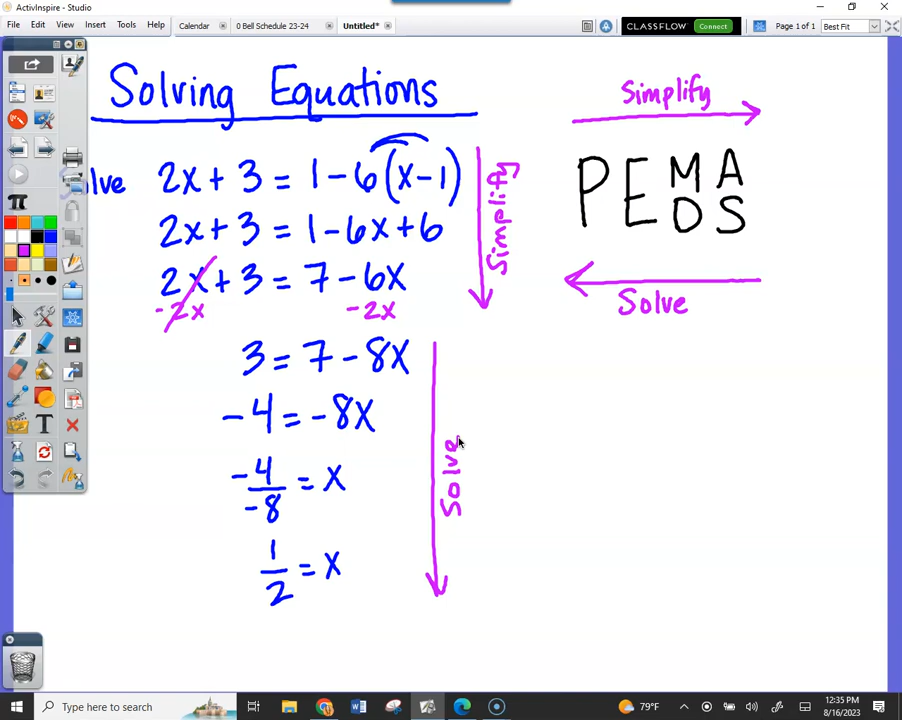 ActivInspire - Studio
File Edit View Insert Tools Help Calendar 0 Bell Schedule 23-24 Untitled* CLASSFLOW Connect Page 1 of 1 Best Fit
Solving Equations
lve 2x + 3 = 1 - 6(x - 1)
2x + 3 = 1 - 6x + 6
2x + 3 = 7 - 6x
-2x -2x
Simplify
3 = 7 - 8x
-4 = -8x
-4/-8 = x
1/2 = x
Solve
Simplify
P E M A
D S
Solve
Type here to search
79°F
12:35 PM
8/16/2023